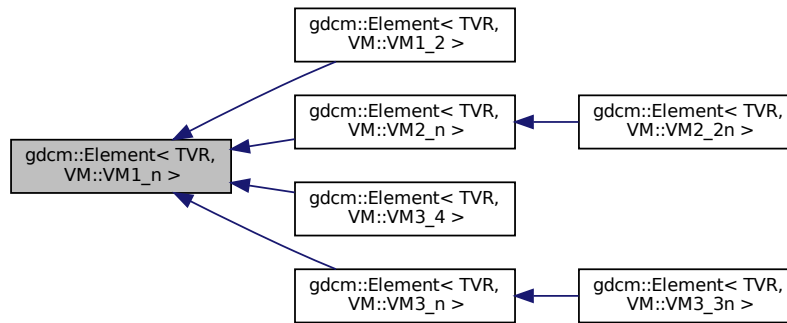 gdcm::Element< TVR,
VM::VM1_2 >
gdcm::Element< TVR,
VM::VM2_n >
gdcm::Element< TVR,
VM::VM2_2n >
gdcm::Element< TVR,
VM::VM1_n >
gdcm::Element< TVR,
VM::VM3_4 >
gdcm::Element< TVR,
VM::VM3_n >
gdcm::Element< TVR,
VM::VM3_3n >